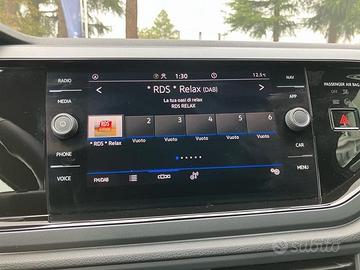 RADIO
MEDIA
PHONE
VOICE
1:30
12.5
* RDS * Relax (DAB)
La tua oasi di relax
RDS RELAX
RDS
2 3 4 5 6
* RDS * Relax Vuoto Vuoto Vuoto Vuoto Vuoto
FM/DAB
NAV
APP
CAR
MENU
PASSENGER AIR BAG
OFF
subito